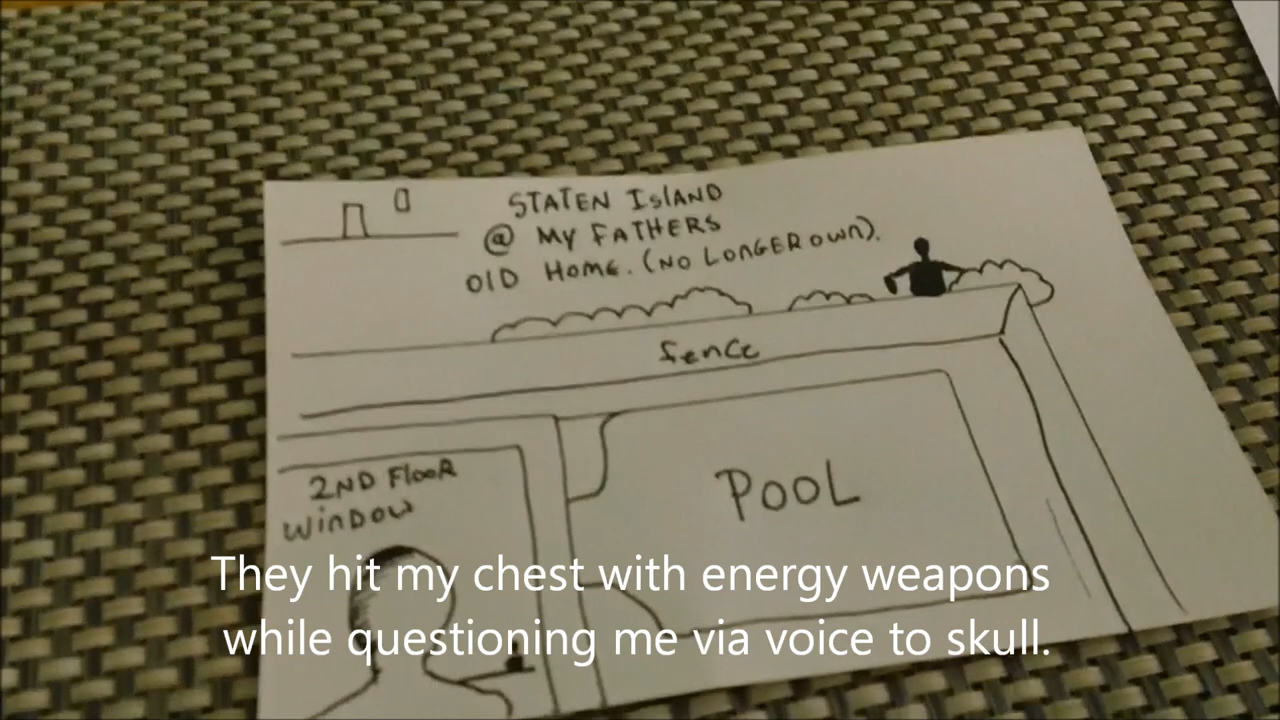 STATEN ISLAND
@ MY FATHERS
OlD HOME. (NO LONGER OWN).
fence
2ND FlooR
WinDOW
POOL
They hit my chest with energy weapons
while questioning me via voice to skull.